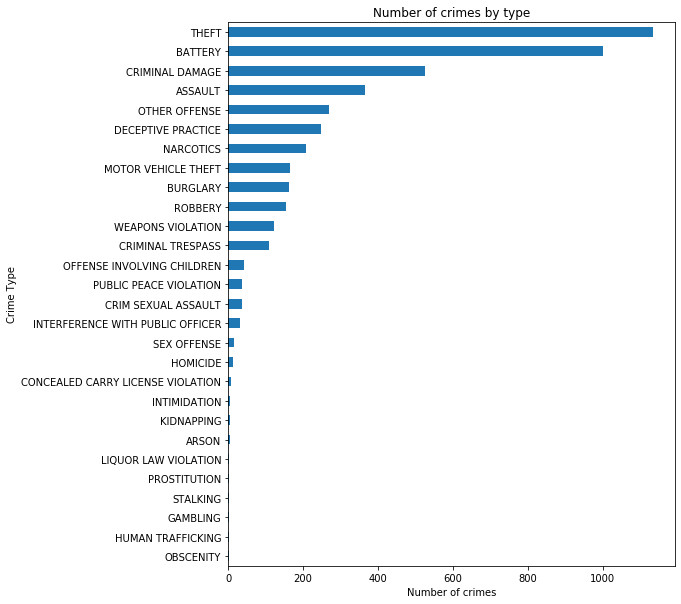 Number of crimes by type
THEFT
BATTERY
CRIMINAL DAMAGE
ASSAULT
OTHER OFFENSE
DECEPTIVE PRACTICE
NARCOTICS
MOTOR VEHICLE THEFT
BURGLARY
ROBBERY
WEAPONS VIOLATION
CRIMINAL TRESPASS
OFFENSE INVOLVING CHILDREN
PUBLIC PEACE VIOLATION
CRIM SEXUAL ASSAULT
INTERFERENCE WITH PUBLIC OFFICER
SEX OFFENSE
HOMICIDE
CONCEALED CARRY LICENSE VIOLATION
INTIMIDATION
KIDNAPPING
ARSON
LIQUOR LAW VIOLATION
PROSTITUTION
STALKING
GAMBLING
HUMAN TRAFFICKING
OBSCENITY
Crime Type
0 200 400 600 800 1000
Number of crimes